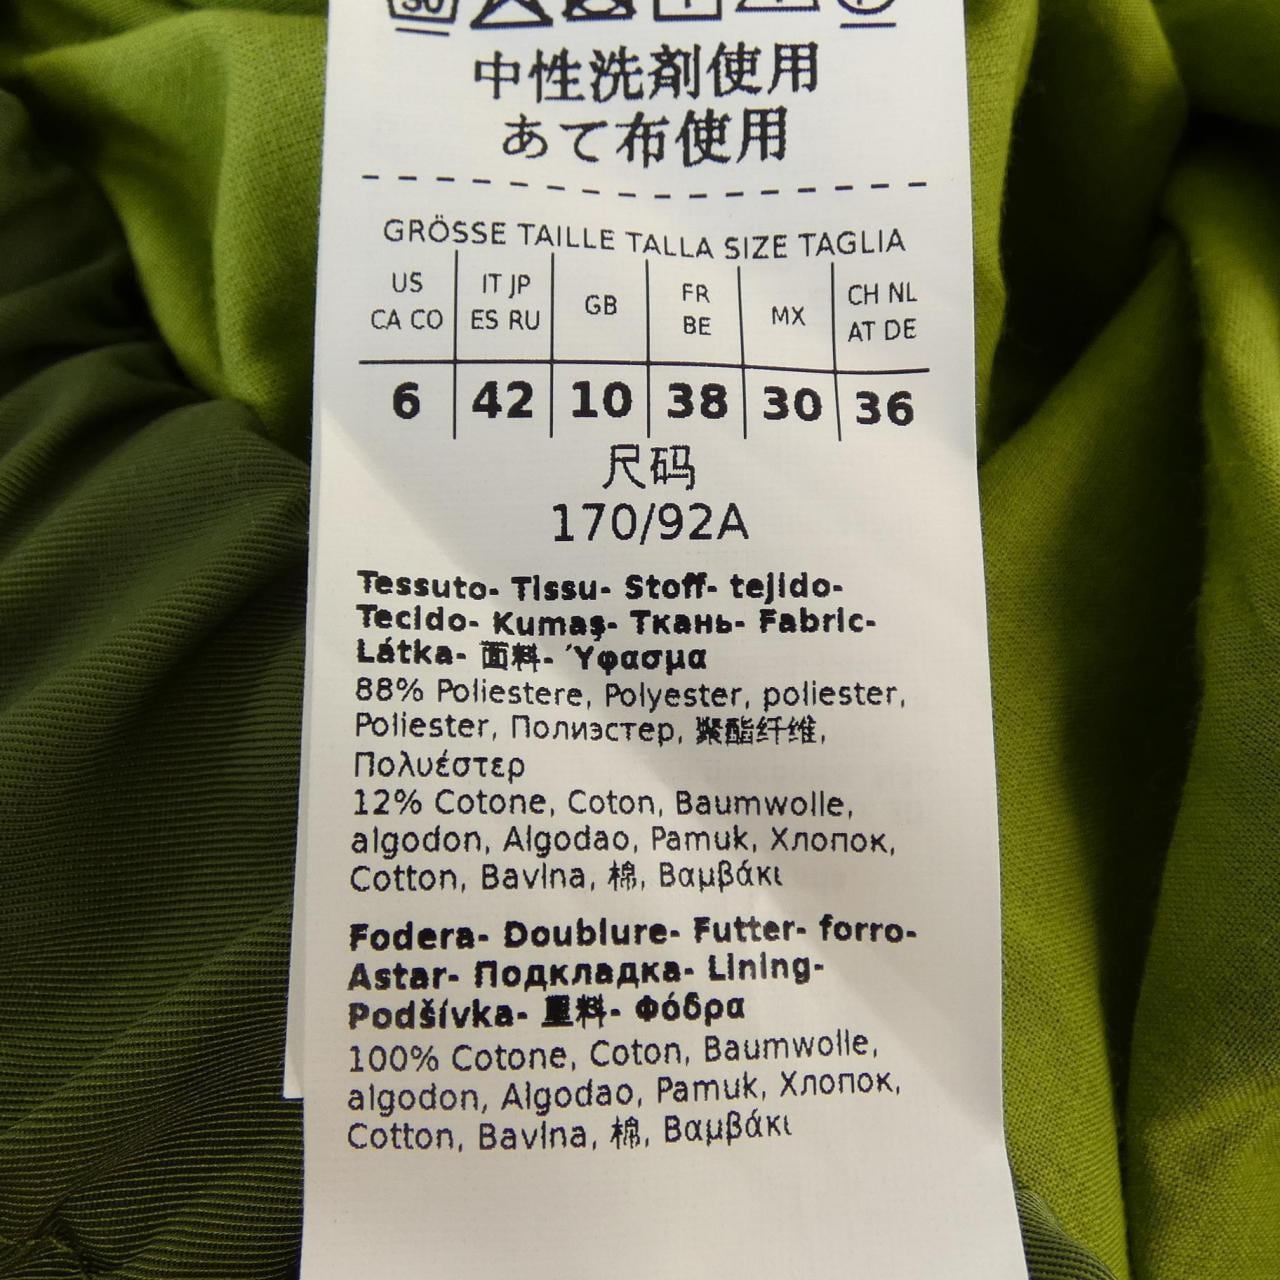 30
中性洗剤使用
あて布使用
GRÖSSE TAILLE TALLA SIZE TAGLIA
US CA CO | IT JP ES RU | GB | FR BE | MX | CH NL AT DE
6 | 42 | 10 | 38 | 30 | 36
尺码
170/92A
Tessuto- Tissu- Stoff- tejido-
Tecido- Kumaş- Ткань- Fabric-
Látka- 面料- Ύφασμα
88% Poliestere, Polyester, poliester,
Poliester, Полиэстер, 聚酯纤维,
Πολυέστερ
12% Cotone, Coton, Baumwolle,
algodon, Algodao, Pamuk, Хлопок,
Cotton, Bavlna, 棉, Βαμβάκι
Fodera- Doublure- Futter- forro-
Astar- Подкладка- Lining-
Podšívka- 里料- Φόδρα
100% Cotone, Coton, Baumwolle,
algodon, Algodao, Pamuk, Хлопок,
Cotton, Bavlna, 棉, Βαμβάκι